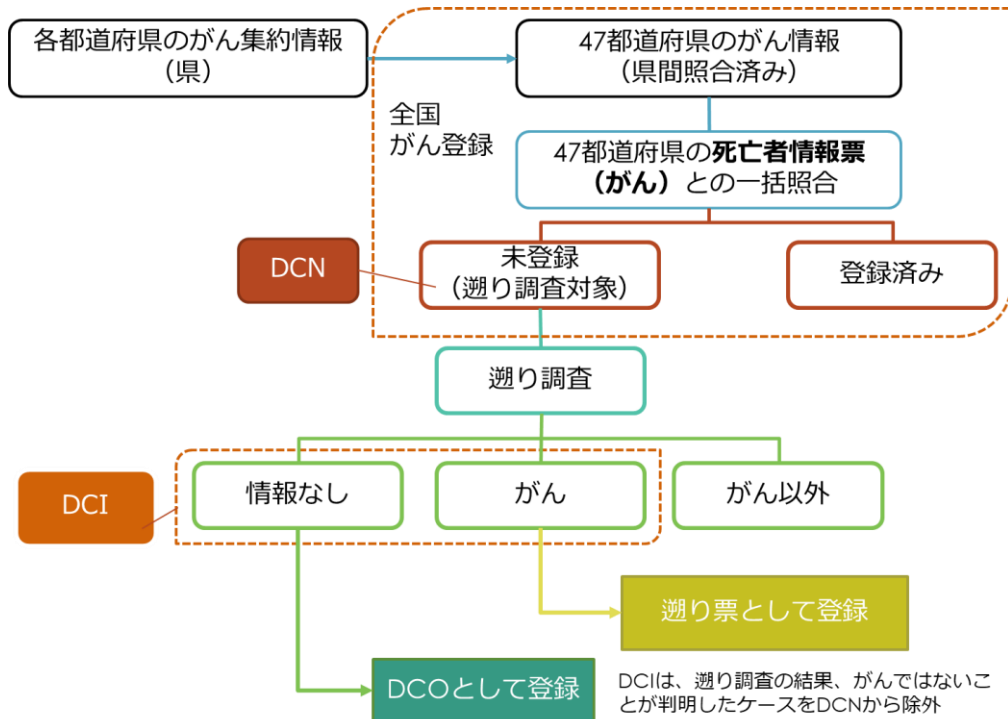 各都道府県のがん集約情報
（県）
47都道府県のがん情報
（県間照合済み）
全国
がん登録
47都道府県の死亡者情報票
（がん）との一括照合
DCN
未登録
（遡り調査対象）
登録済み
遡り調査
DCI
情報なし
がん
がん以外
遡り票として登録
DCOとして登録
DCIは、遡り調査の結果、がんではないこ
とが判明したケースをDCNから除外